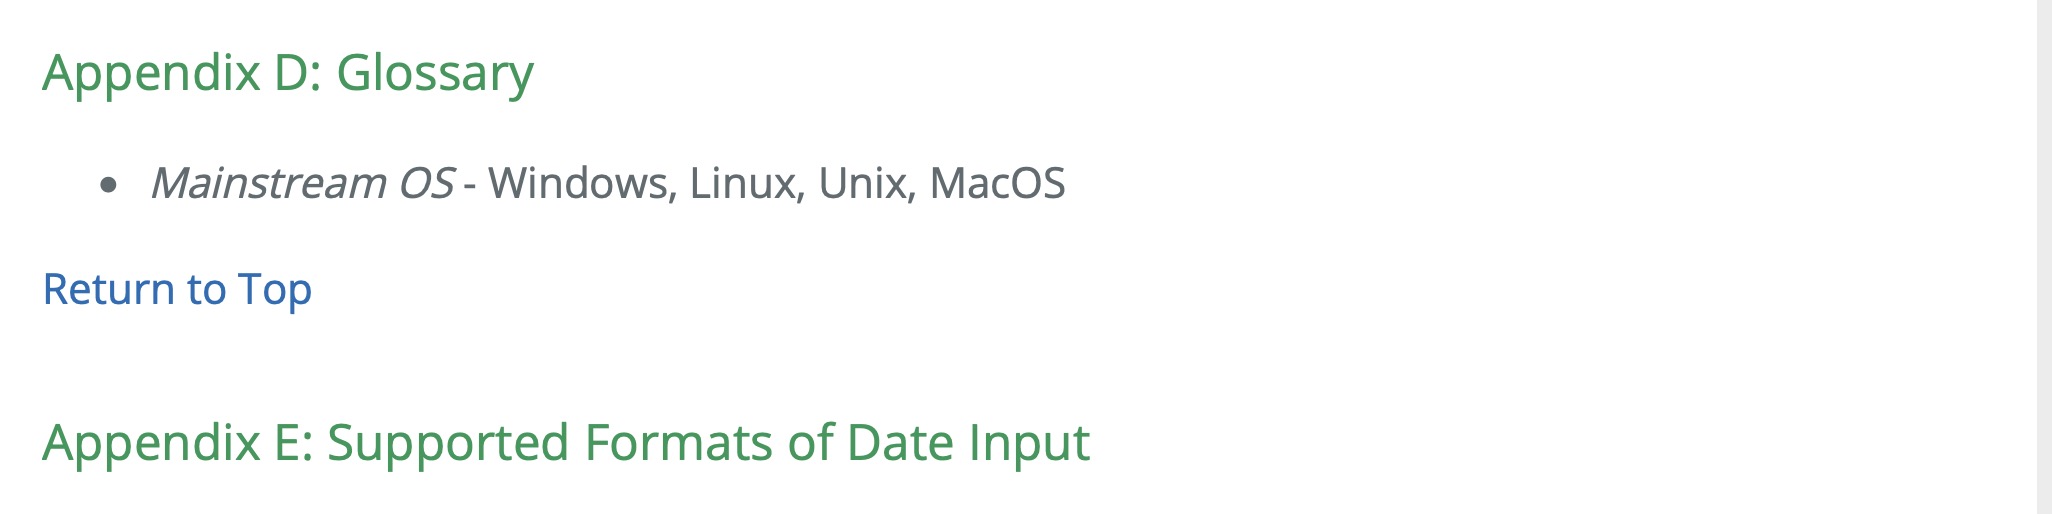 Appendix D: Glossary
• Mainstream OS - Windows, Linux, Unix, MacOS
Return to Top
Appendix E: Supported Formats of Date Input